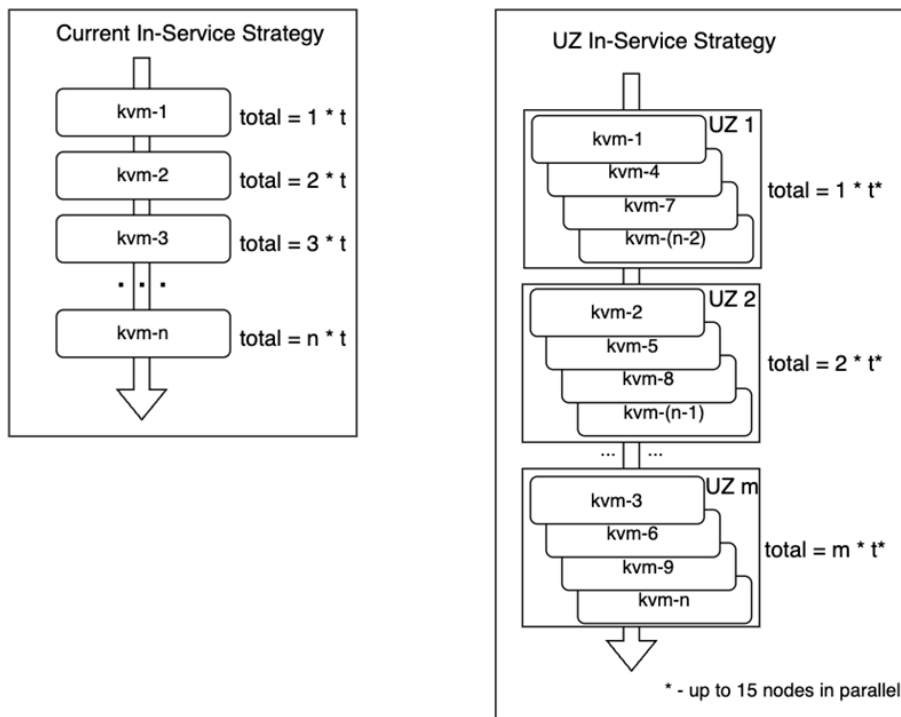 Current In-Service Strategy
kvm-1
total = 1 * t
kvm-2
total = 2 * t
kvm-3
total = 3 * t
. . .
kvm-n
total = n * t
UZ In-Service Strategy
UZ 1
kvm-1
kvm-4
kvm-7
kvm-(n-2)
total = 1 * t*
UZ 2
kvm-2
kvm-5
kvm-8
kvm-(n-1)
total = 2 * t*
... ...
UZ m
kvm-3
kvm-6
kvm-9
kvm-n
total = m * t*
* - up to 15 nodes in parallel